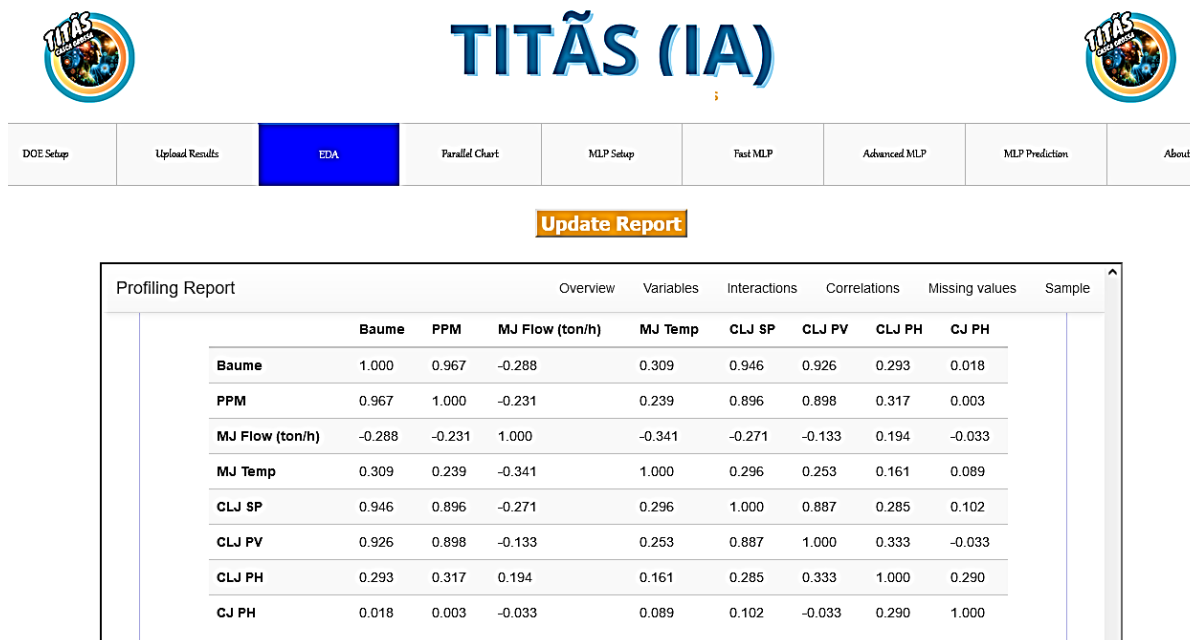 TITÃS (IA)
TITÃS
CASCA GROSSA
TITÃS
CASCA GROSSA
DOE Setup Upload Results EDA Parallel Chart MLP Setup Fast MLP Advanced MLP MLP Prediction About
Update Report
Profiling Report Overview Variables Interactions Correlations Missing values Sample
Baume PPM MJ Flow (ton/h) MJ Temp CLJ SP CLJ PV CLJ PH CJ PH
Baume 1.000 0.967 -0.288 0.309 0.946 0.926 0.293 0.018
PPM 0.967 1.000 -0.231 0.239 0.896 0.898 0.317 0.003
MJ Flow (ton/h) -0.288 -0.231 1.000 -0.341 -0.271 -0.133 0.194 -0.033
MJ Temp 0.309 0.239 -0.341 1.000 0.296 0.253 0.161 0.089
CLJ SP 0.946 0.896 -0.271 0.296 1.000 0.887 0.285 0.102
CLJ PV 0.926 0.898 -0.133 0.253 0.887 1.000 0.333 -0.033
CLJ PH 0.293 0.317 0.194 0.161 0.285 0.333 1.000 0.290
CJ PH 0.018 0.003 -0.033 0.089 0.102 -0.033 0.290 1.000